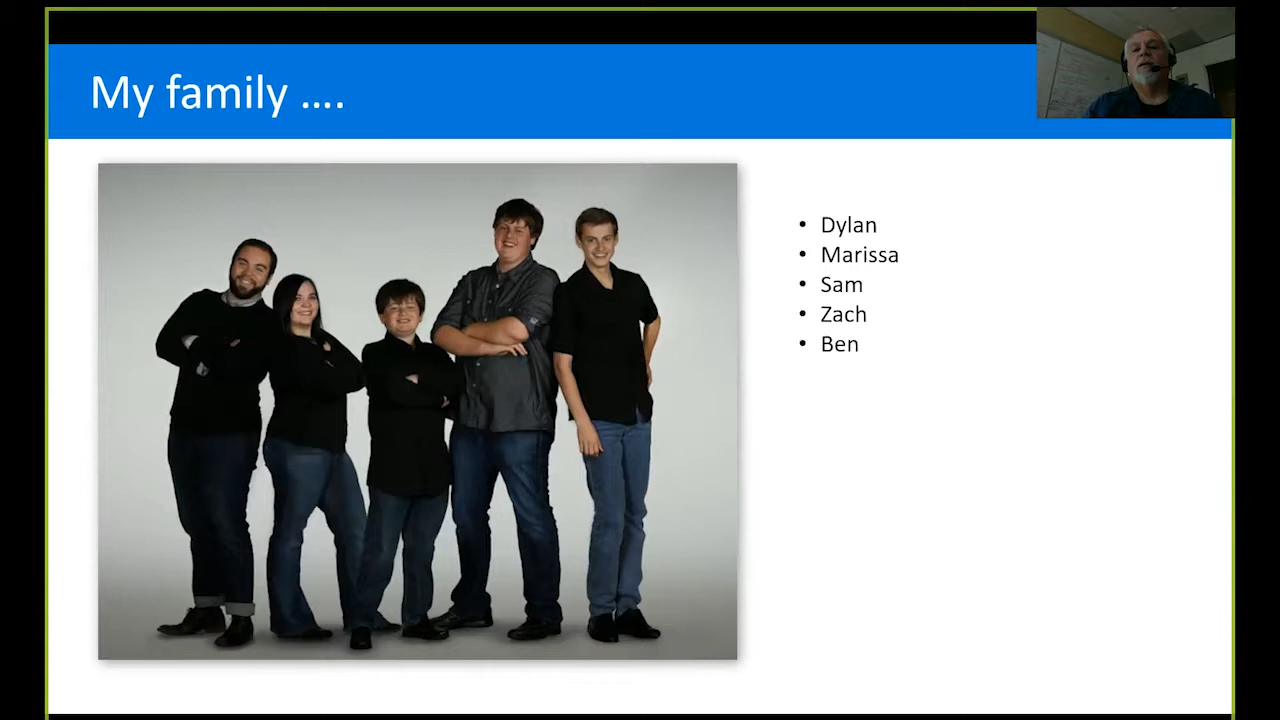 My family ....
• Dylan
• Marissa
• Sam
• Zach
• Ben